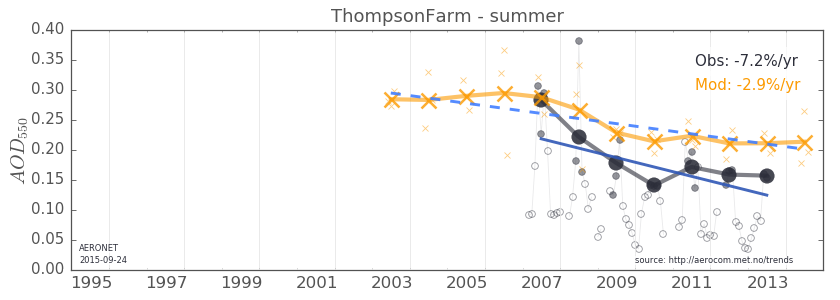 ThompsonFarm - summer
0.40
0.35
0.30
0.25
0.20
0.15
0.10
0.05
0.00
AOD550
Obs: -7.2%/yr
Mod: -2.9%/yr
AERONET
2015-09-24
source: http://aerocom.met.no/trends
1995 1997 1999 2001 2003 2005 2007 2009 2011 2013